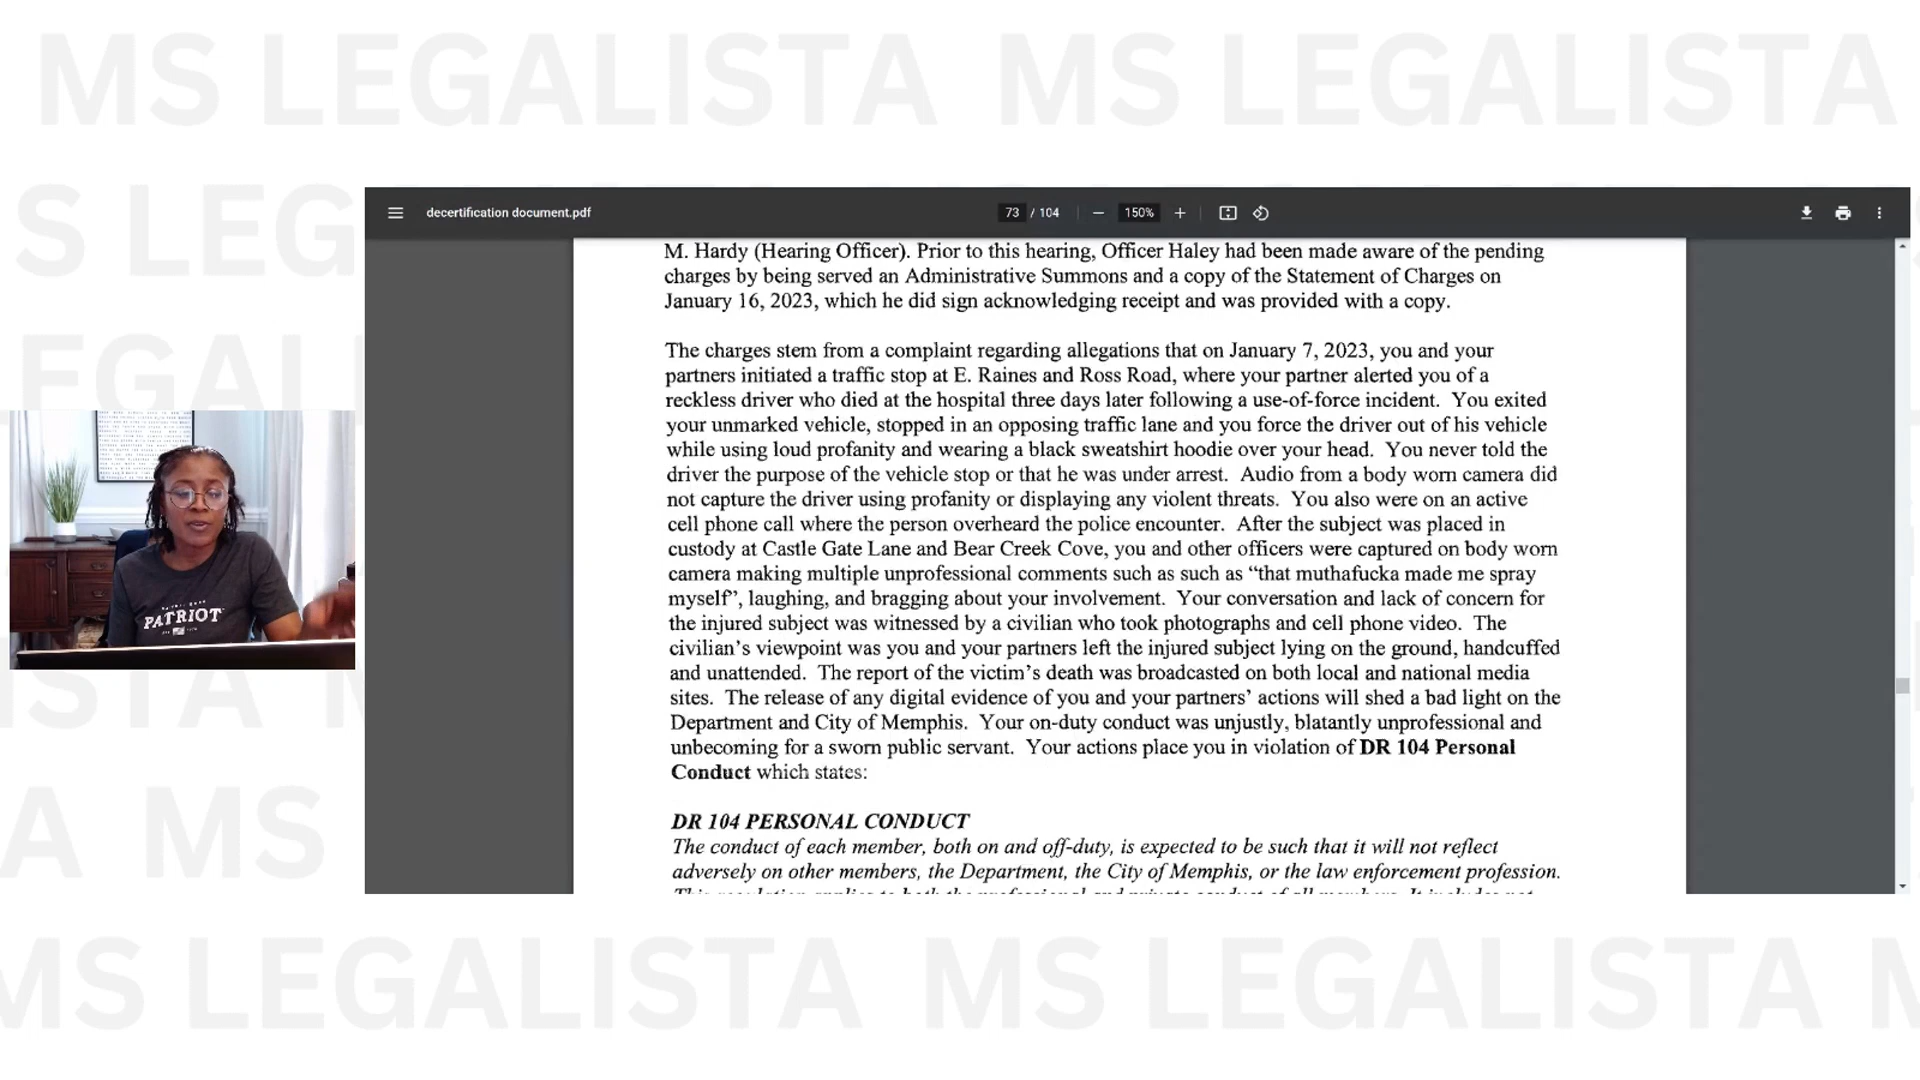 MS LEGALISTA MS LEGALISTA
S LEG
EGAL
ISTA
A MS
decertification document.pdf
73 / 104
150%
M. Hardy (Hearing Officer). Prior to this hearing, Officer Haley had been made aware of the pending
charges by being served an Administrative Summons and a copy of the Statement of Charges on
January 16, 2023, which he did sign acknowledging receipt and was provided with a copy.
The charges stem from a complaint regarding allegations that on January 7, 2023, you and your
partners initiated a traffic stop at E. Raines and Ross Road, where your partner alerted you of a
reckless driver who died at the hospital three days later following a use-of-force incident. You exited
your unmarked vehicle, stopped in an opposing traffic lane and you force the driver out of his vehicle
while using loud profanity and wearing a black sweatshirt hoodie over your head. You never told the
driver the purpose of the vehicle stop or that he was under arrest. Audio from a body worn camera did
not capture the driver using profanity or displaying any violent threats. You also were on an active
cell phone call where the person overheard the police encounter. After the subject was placed in
custody at Castle Gate Lane and Bear Creek Cove, you and other officers were captured on body worn
camera making multiple unprofessional comments such as such as “that muthafucka made me spray
myself”, laughing, and bragging about your involvement. Your conversation and lack of concern for
the injured subject was witnessed by a civilian who took photographs and cell phone video. The
civilian’s viewpoint was you and your partners left the injured subject lying on the ground, handcuffed
and unattended. The report of the victim’s death was broadcasted on both local and national media
sites. The release of any digital evidence of you and your partners’ actions will shed a bad light on the
Department and City of Memphis. Your on-duty conduct was unjustly, blatantly unprofessional and
unbecoming for a sworn public servant. Your actions place you in violation of DR 104 Personal
Conduct which states:
DR 104 PERSONAL CONDUCT
The conduct of each member, both on and off-duty, is expected to be such that it will not reflect
adversely on other members, the Department, the City of Memphis, or the law enforcement profession.
PATRIOT
MS LEGALISTA MS LEGALISTA